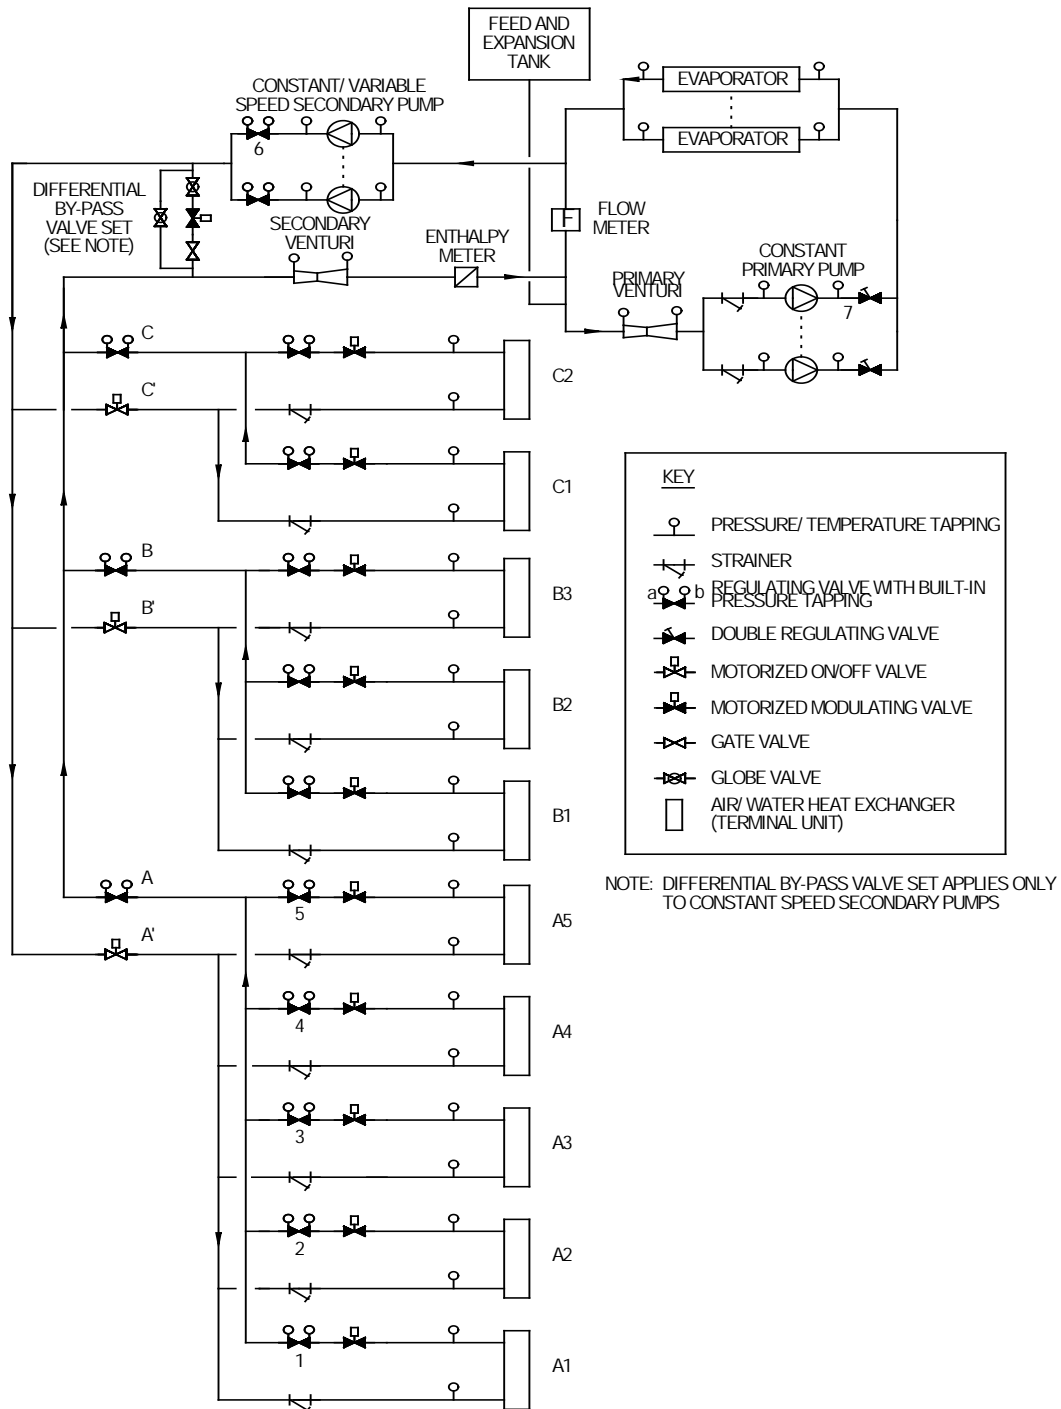 FEED AND
EXPANSION
TANK
CONSTANT/ VARIABLE
SPEED SECONDARY PUMP
EVAPORATOR
EVAPORATOR
6
DIFFERENTIAL
BY-PASS
VALVE SET
(SEE NOTE)
SECONDARY
VENTURI
ENTHALPY
METER
F
FLOW
METER
PRIMARY
VENTURI
CONSTANT
PRIMARY PUMP
7
C
C2
C'
C1
B
B3
B'
B2
B1
A
5
A5
A'
4
A4
3
A3
2
A2
1
A1
KEY
PRESSURE/ TEMPERATURE TAPPING
STRAINER
a b REGULATING VALVE WITH BUILT-IN
PRESSURE TAPPING
DOUBLE REGULATING VALVE
MOTORIZED ON/OFF VALVE
MOTORIZED MODULATING VALVE
GATE VALVE
GLOBE VALVE
AIR/ WATER HEAT EXCHANGER
(TERMINAL UNIT)
NOTE: DIFFERENTIAL BY-PASS VALVE SET APPLIES ONLY
TO CONSTANT SPEED SECONDARY PUMPS